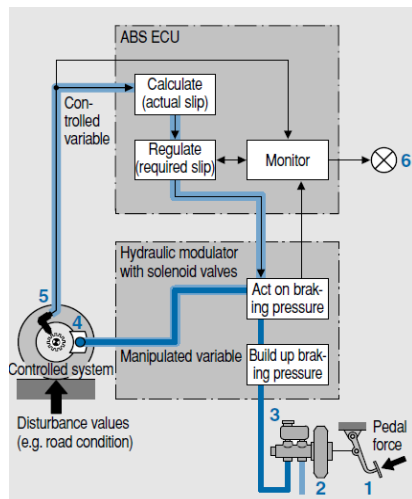 ABS ECU
Calculate
(actual slip)
Con-
trolled
variable
Regulate
(required slip)
Monitor
6
Hydraulic modulator
with solenoid valves
5
4
Act on brak-
ing pressure
Manipulated variable
Build up brak-
ing pressure
Controlled system
Disturbance values
(e.g. road condition)
3
Pedal
force
2
1